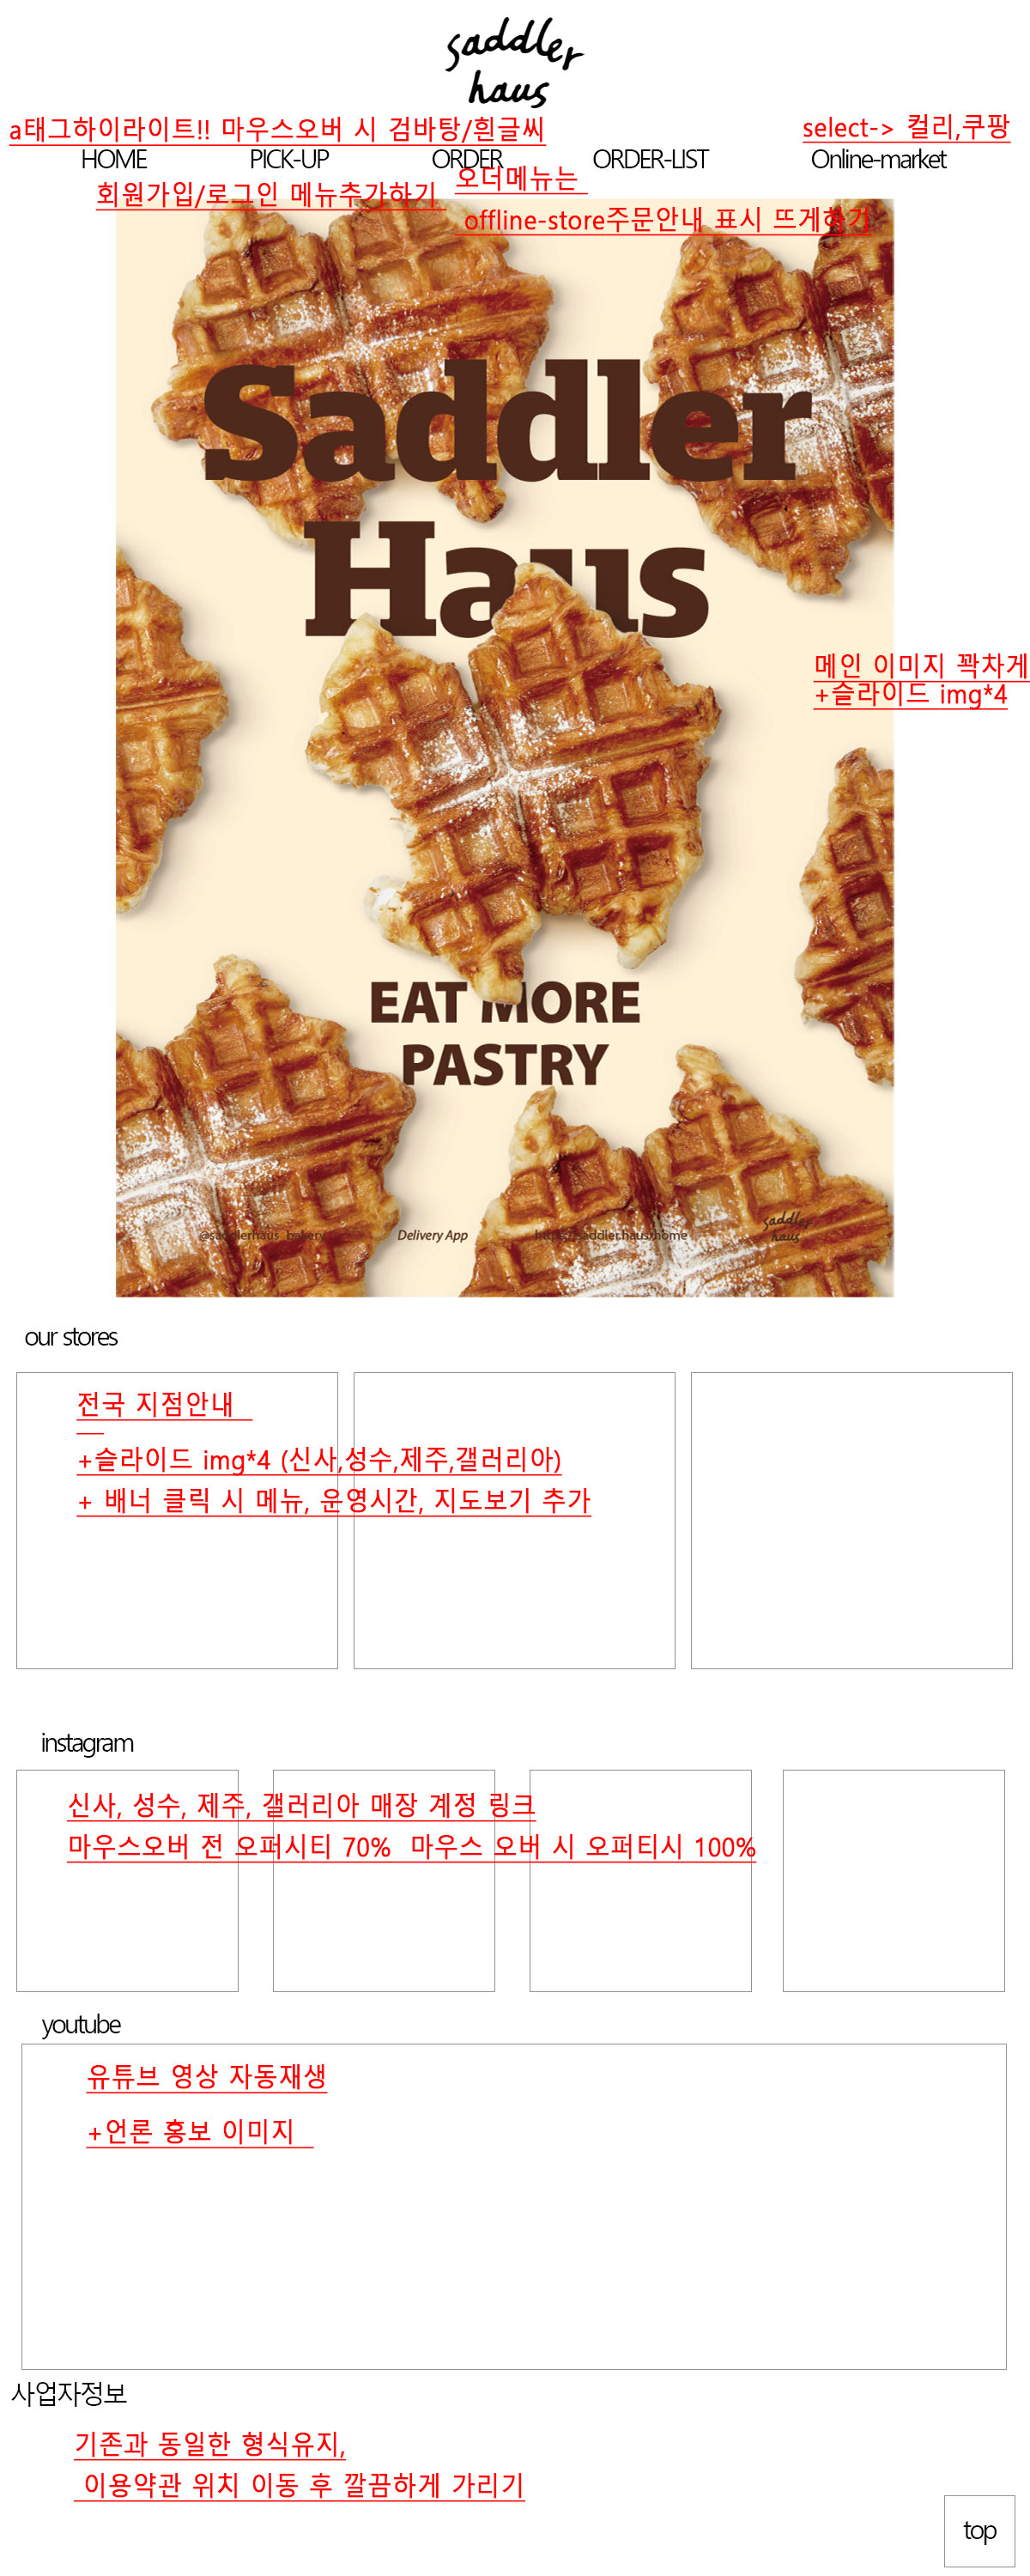 saddler
haus
a태그하이라이트!! 마우스오버 시 검바탕/흰글씨
select-> 컬리,쿠팡
HOME PICK-UP ORDER ORDER-LIST Online-market
회원가입/로그인 메뉴추가하기
오더메뉴는
offline-store주문안내 표시 뜨게하기
Saddler
Haus
메인 이미지 꽉차게
+슬라이드 img*4
EAT MORE
PASTRY
@saddlerhaus_bakery Delivery App https://saddler.haus/home saddler
haus
our stores
전국 지점안내
+슬라이드 img*4 (신사,성수,제주,갤러리아)
+ 배너 클릭 시 메뉴, 운영시간, 지도보기 추가
instagram
신사, 성수, 제주, 갤러리아 매장 계정 링크
마우스오버 전 오퍼시티 70% 마우스 오버 시 오퍼티시 100%
youtube
유튜브 영상 자동재생
+언론 홍보 이미지
사업자정보
기존과 동일한 형식유지,
이용약관 위치 이동 후 깔끔하게 가리기
top